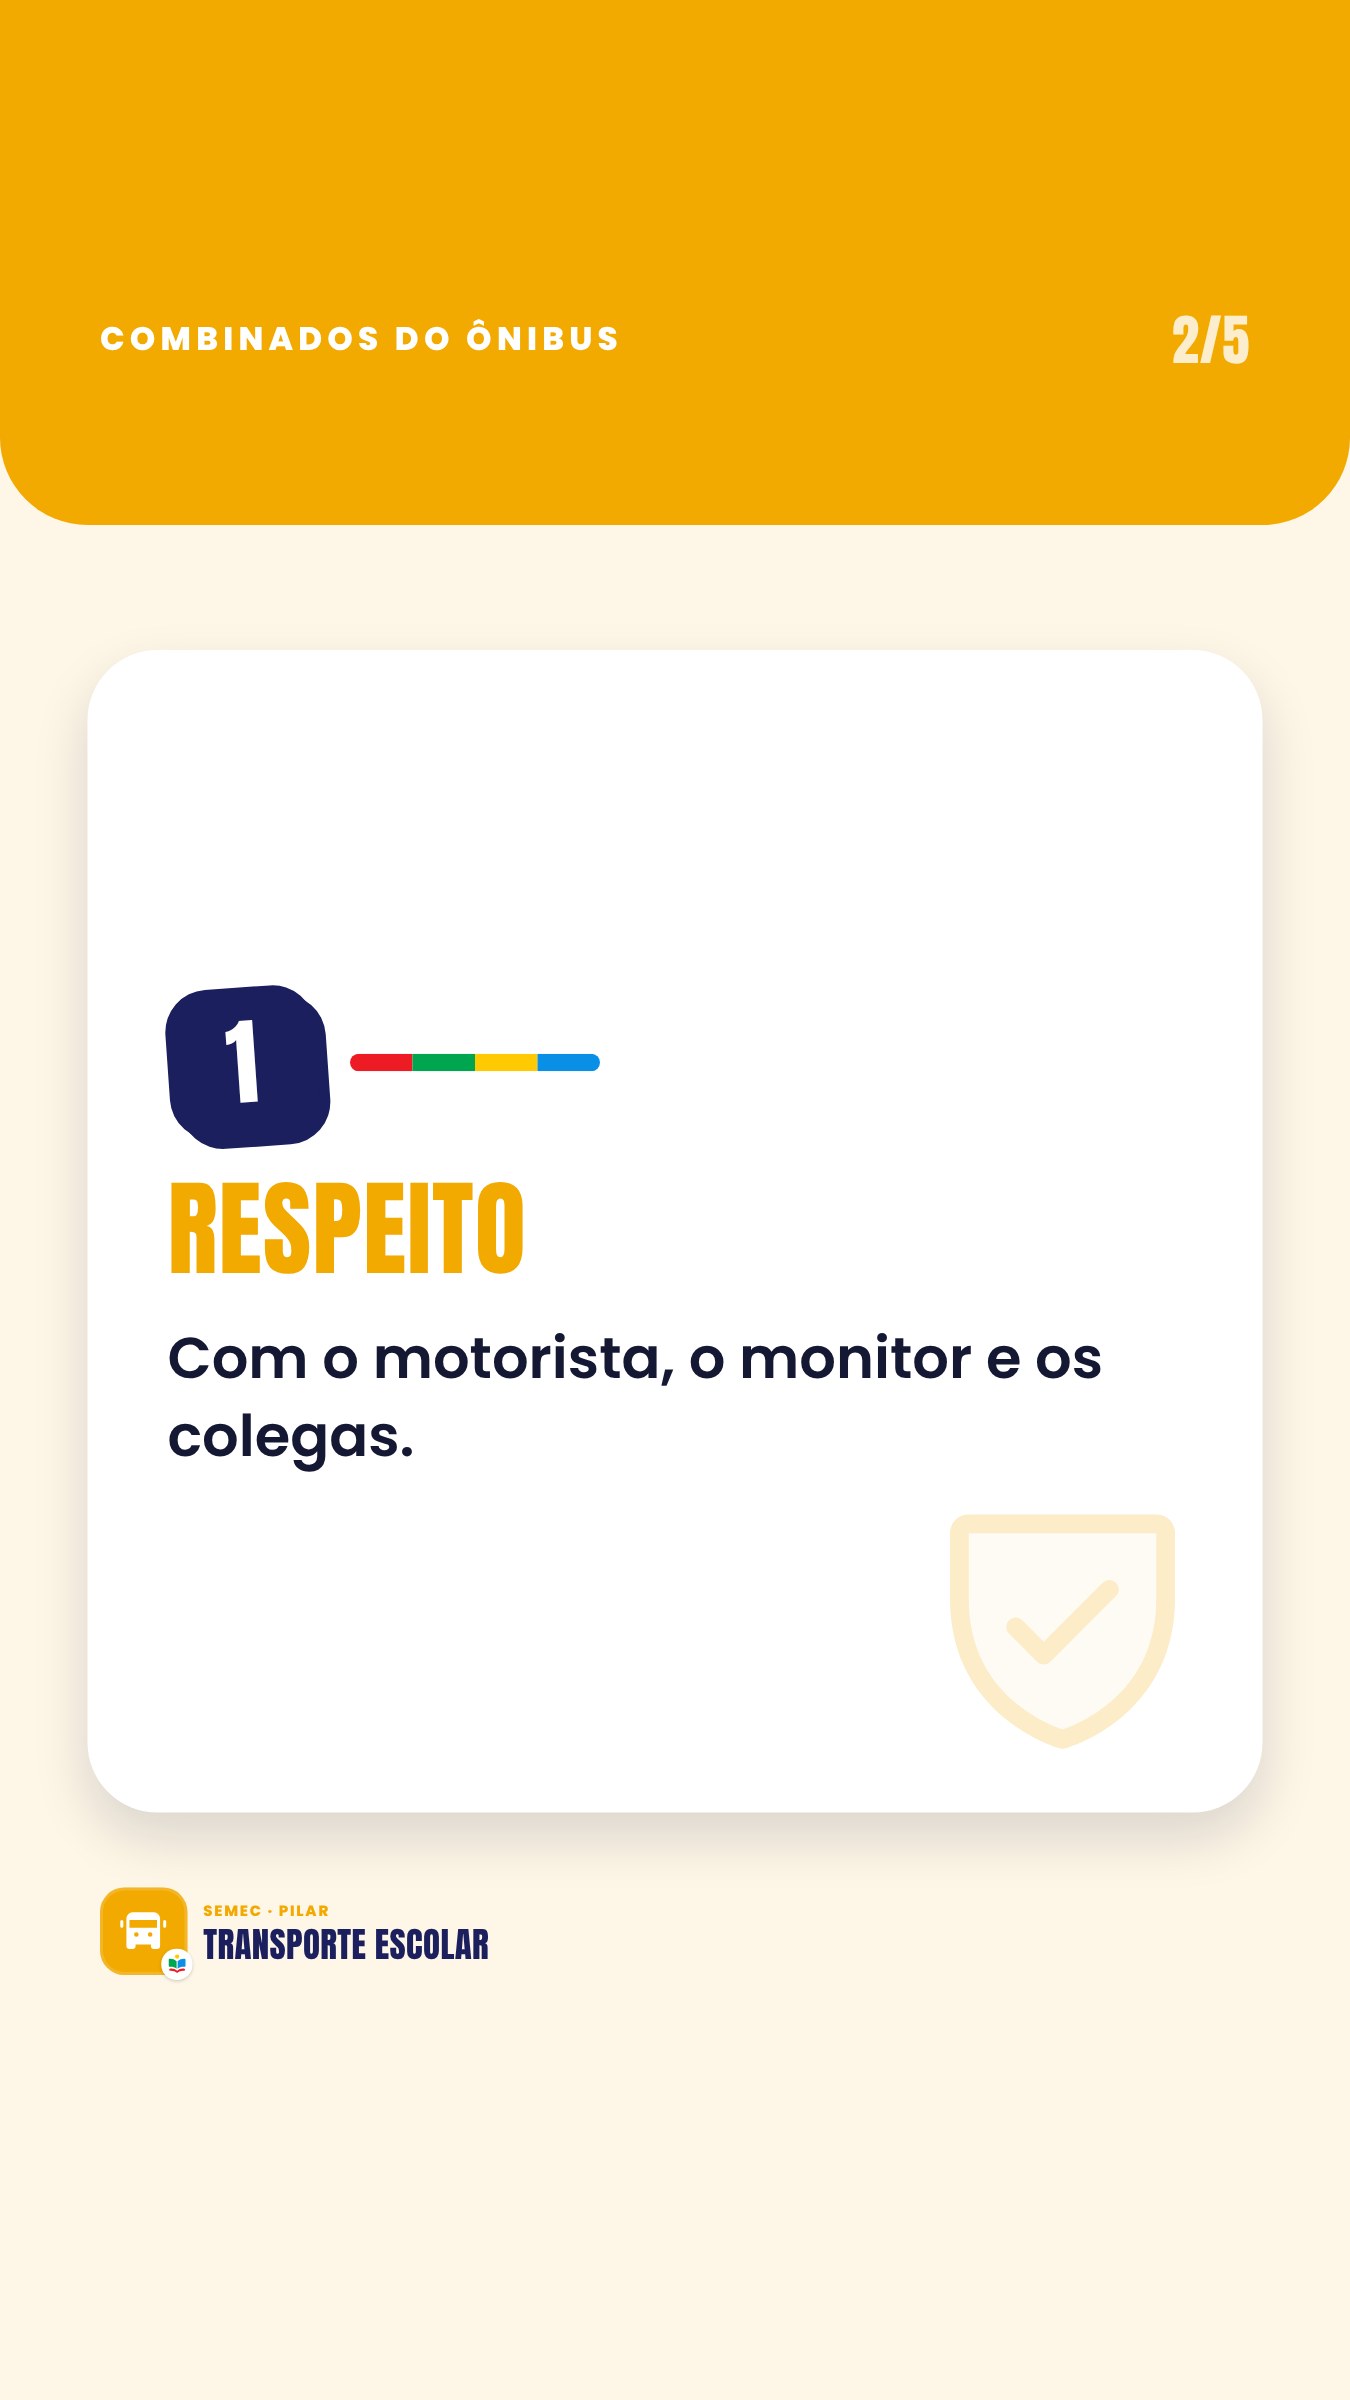 COMBINADOS DO ÔNIBUS
2/5
1
RESPEITO
Com o motorista, o monitor e os
colegas.
SEMEC · PILAR
TRANSPORTE ESCOLAR